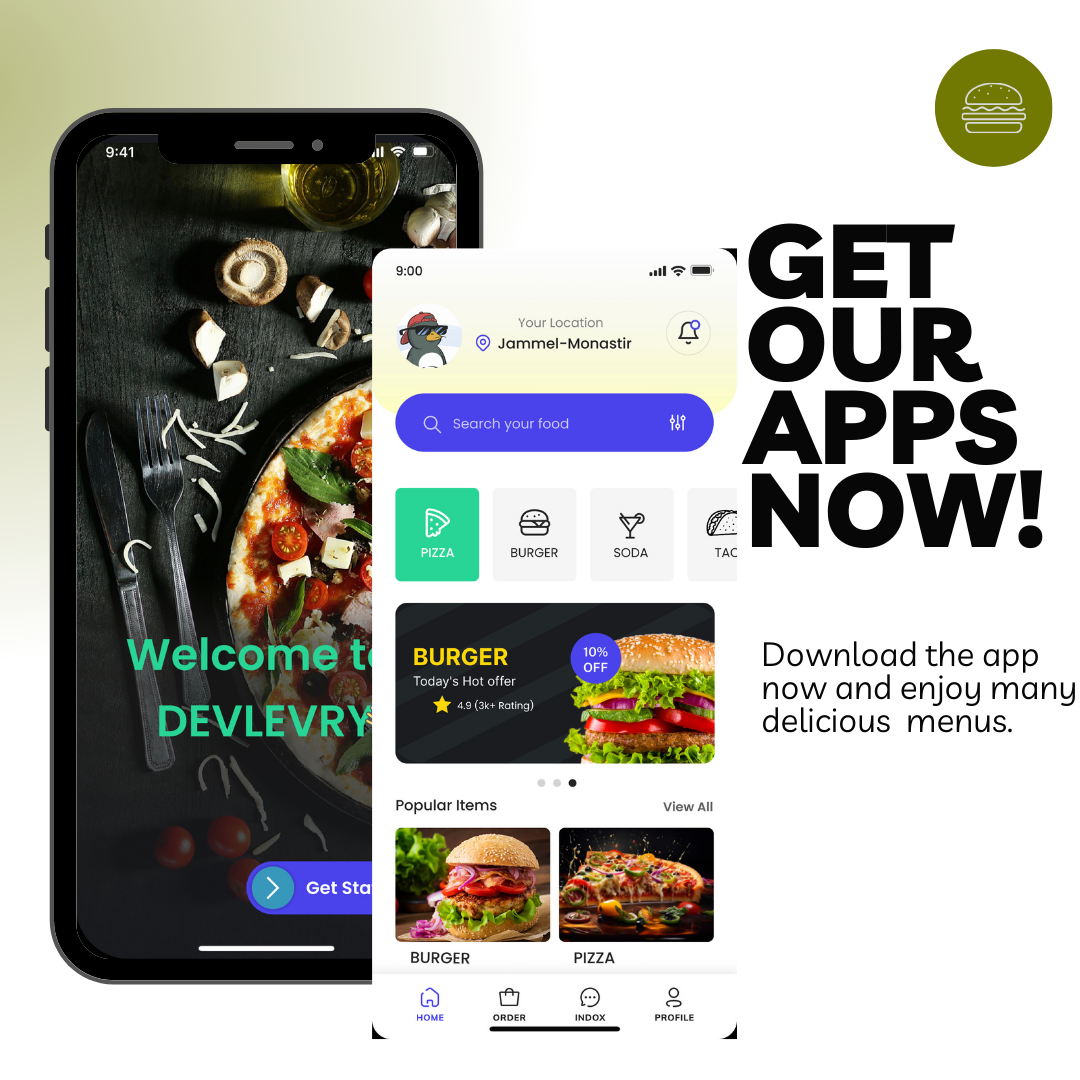 9:41
Welcome to
DEVLEVRY
Get Sta
9:00
Your Location
Jammel-Monastir
Search your food
PIZZA
BURGER
SODA
TAC
BURGER
Today's Hot offer
4.9 (3k+ Rating)
10%
OFF
Popular Items
View All
BURGER
PIZZA
HOME
ORDER
INDOX
PROFILE
GET
OUR
APPS
NOW!
Download the app
now and enjoy many
delicious menus.